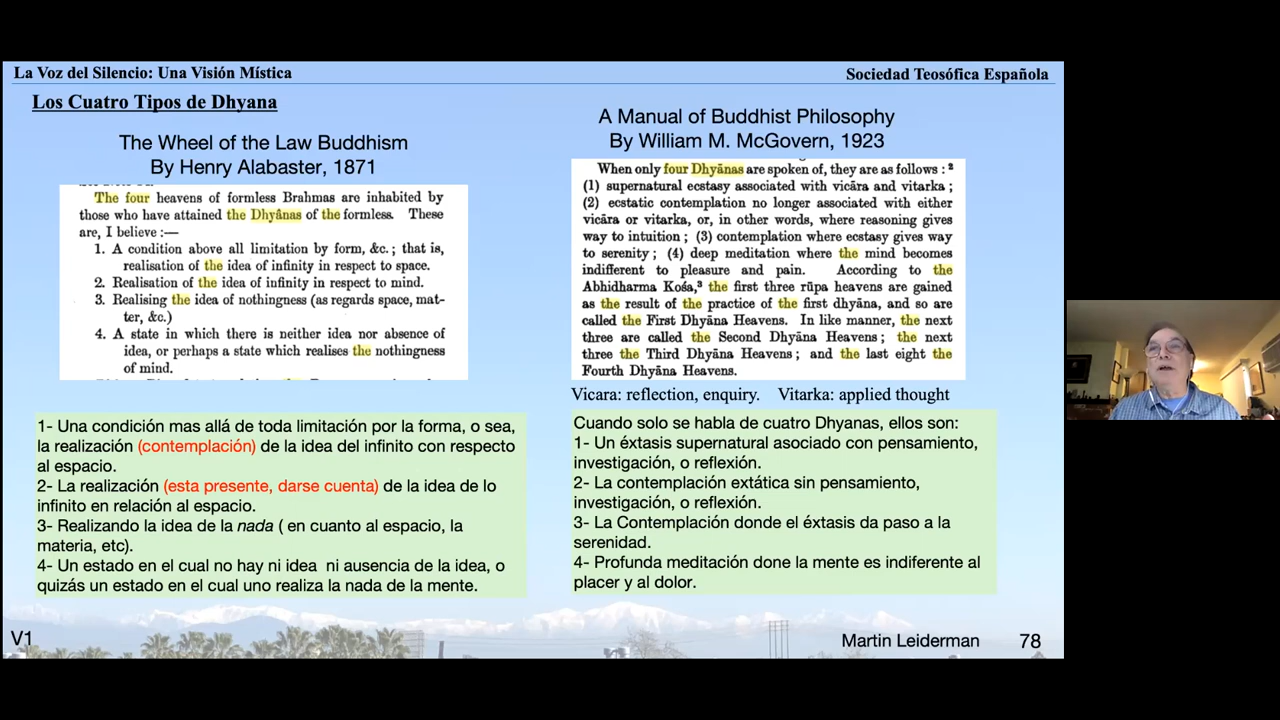 La Voz del Silencio: Una Visión Mística
Sociedad Teosófica Española
Los Cuatro Tipos de Dhyana
The Wheel of the Law Buddhism
By Henry Alabaster, 1871
The four heavens of formless Brahmas are inhabited by
those who have attained the Dhyânas of the formless. These
are, I believe :—
1. A condition above all limitation by form, &c. ; that is,
realisation of the idea of infinity in respect to space.
2. Realisation of the idea of infinity in respect to mind.
3. Realising the idea of nothingness (as regards space, mat-
ter, &c.)
4. A state in which there is neither idea nor absence of
idea, or perhaps a state which realises the nothingness
of mind.
1- Una condición mas allá de toda limitación por la forma, o sea,
la realización (contemplación) de la idea del infinito con respecto
al espacio.
2- La realización (esta presente, darse cuenta) de la idea de lo
infinito en relación al espacio.
3- Realizando la idea de la nada ( en cuanto al espacio, la
materia, etc).
4- Un estado en el cual no hay ni idea ni ausencia de la idea, o
quizás un estado en el cual uno realiza la nada de la mente.
A Manual of Buddhist Philosophy
By William M. McGovern, 1923
When only four Dhyānas are spoken of, they are as follows : ²
(1) supernatural ecstasy associated with vicāra and vitarka ;
(2) ecstatic contemplation no longer associated with either
vicāra or vitarka, or, in other words, where reasoning gives
way to intuition ; (3) contemplation where ecstasy gives way
to serenity ; (4) deep meditation where the mind becomes
indifferent to pleasure and pain. According to the
Abhidharma Kośa,³ the first three rūpa heavens are gained
as the result of the practice of the first dhyāna, and so are
called the First Dhyāna Heavens. In like manner, the next
three are called the Second Dhyāna Heavens ; the next
three the Third Dhyāna Heavens ; and the last eight the
Fourth Dhyāna Heavens.
Vicara: reflection, enquiry. Vitarka: applied thought
Cuando solo se habla de cuatro Dhyanas, ellos son:
1- Un éxtasis supernatural asociado con pensamiento,
investigación, o reflexión.
2- La contemplación extática sin pensamiento,
investigación, o reflexión.
3- La Contemplación donde el éxtasis da paso a la
serenidad.
4- Profunda meditación done la mente es indiferente al
placer y al dolor.
V1
Martin Leiderman 78